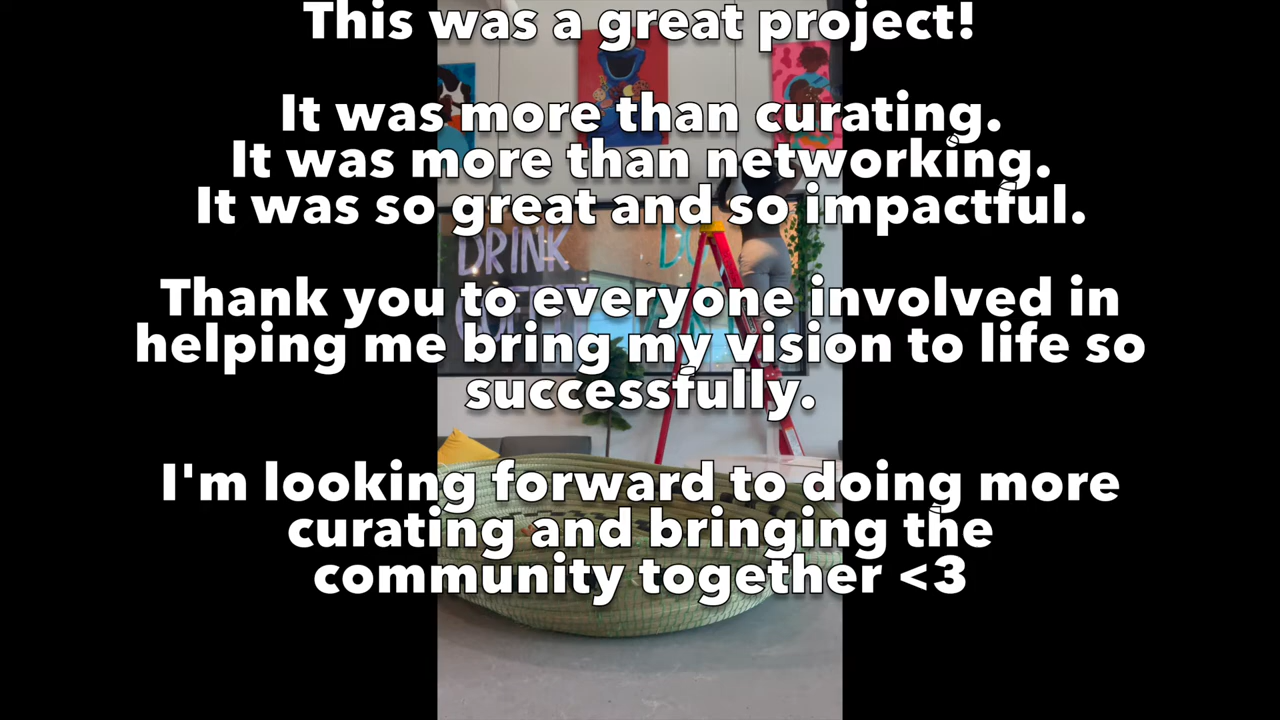 This was a great project!
It was more than curating.
It was more than networking.
It was so great and so impactful.
Thank you to everyone involved in
helping me bring my vision to life so
successfully.
I'm looking forward to doing more
curating and bringing the
community together <3
DRINK